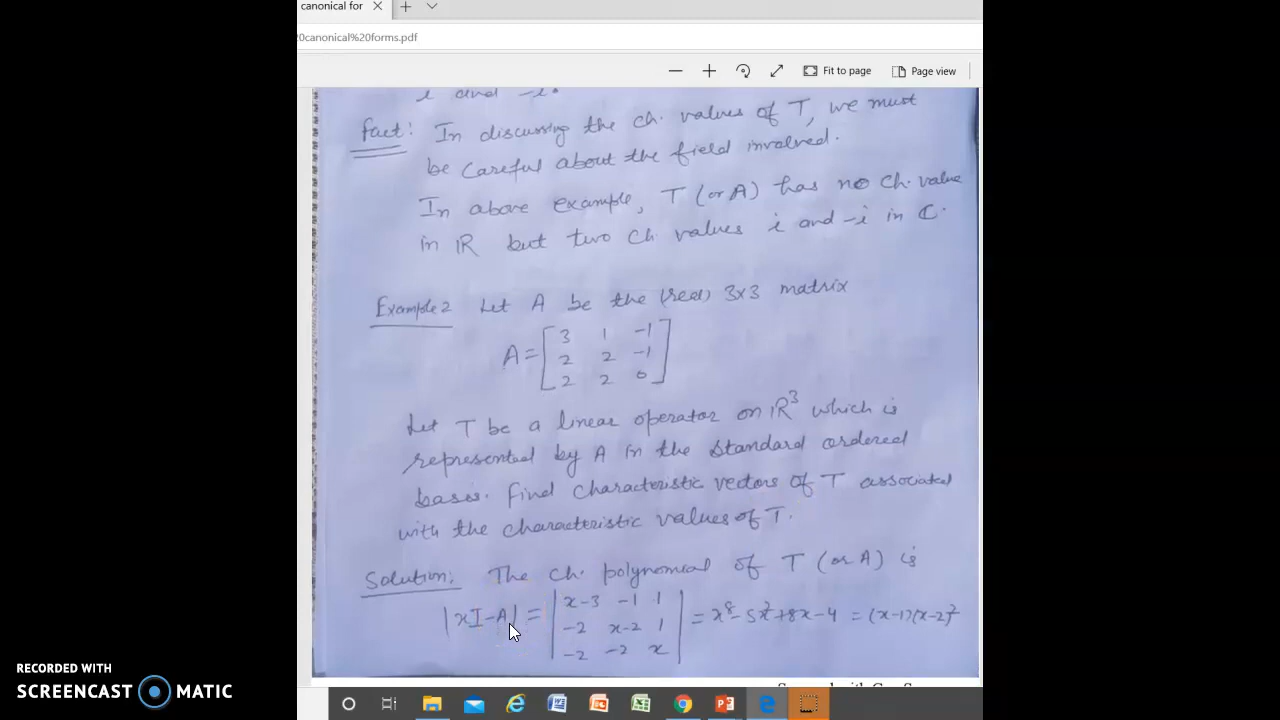 canonical for
20canonical%20forms.pdf
Fit to page
Page view
i and -i.
Fact: In discussing the ch. values of T, we must
be careful about the field involved.
In above example, T (or A) has no ch. value
in ℝ but two ch. values i and -i in ℂ.
Example 2 Let A be the (real) 3x3 matrix
A = [ 3 1 -1
2 2 -1
2 2 0 ]
Let T be a linear operator on ℝ³ which is
represented by A in the standard ordered
basis. Find characteristic vectors of T associated
with the characteristic values of T.
Solution: The ch. polynomial of T (or A) is
|xI-A| = | x-3 -1 1
-2 x-2 1
-2 -2 x | = x³-5x²+8x-4 = (x-1)(x-2)²
RECORDED WITH
SCREENCAST MATIC